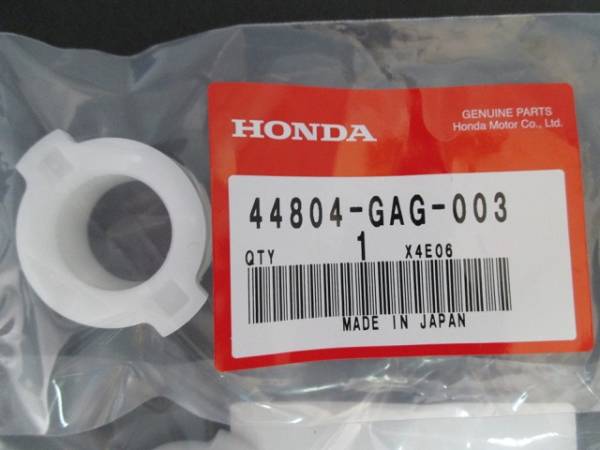 GENUINE PARTS
HONDA
Honda Motor Co., Ltd.
44804-GAG-003
QTY 1 X4E06
MADE IN JAPAN